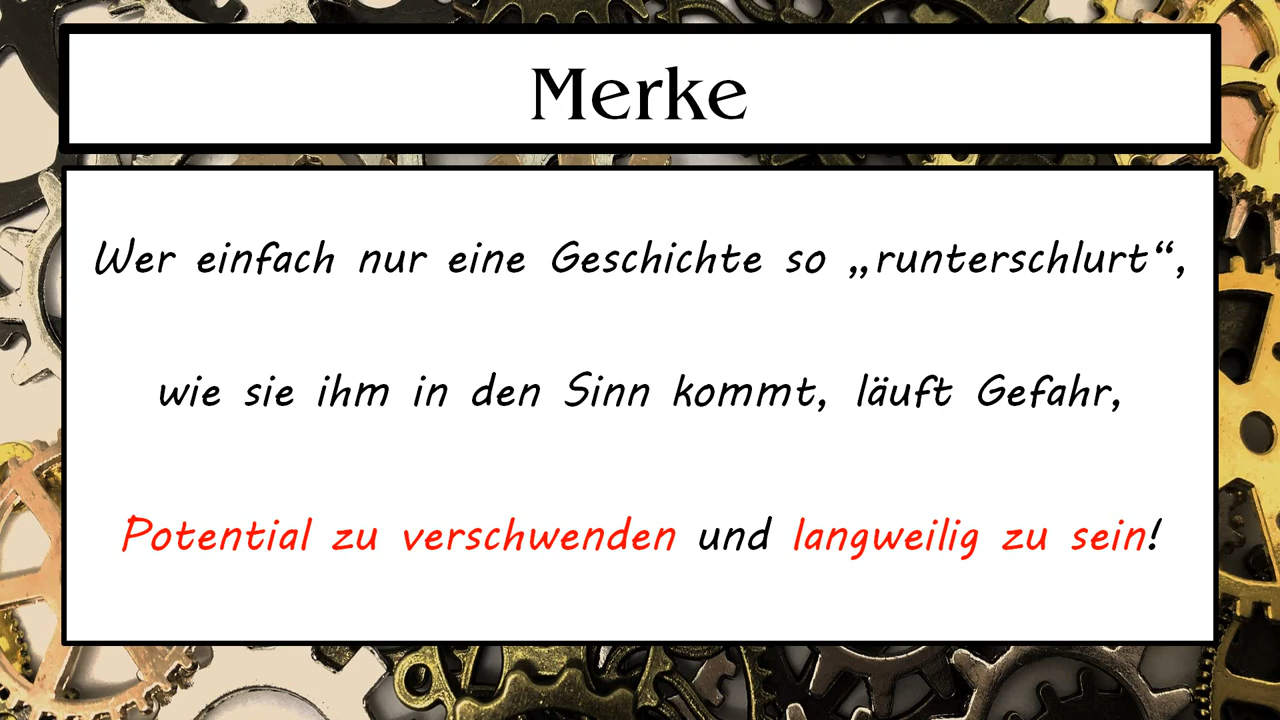 Merke
Wer einfach nur eine Geschichte so „runterschlurt“,
wie sie ihm in den Sinn kommt, läuft Gefahr,
Potential zu verschwenden und langweilig zu sein!